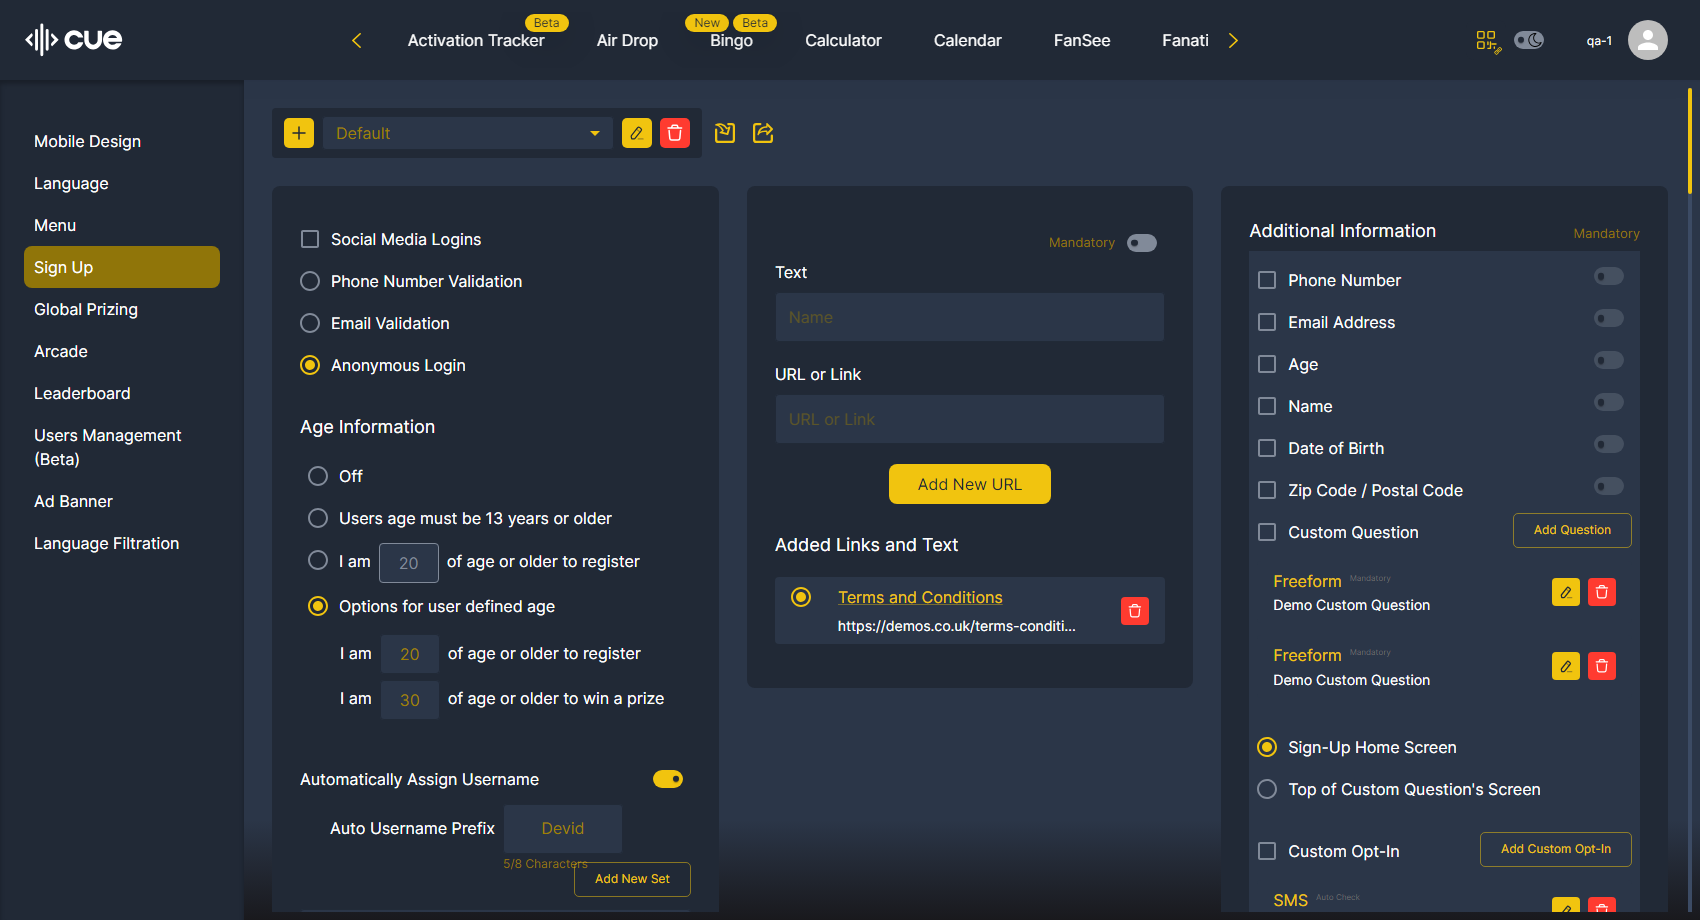 cue
Beta
New
Beta
Activation Tracker
Air Drop
Bingo
Calculator
Calendar
FanSee
Fanati
qa-1
Mobile Design
Language
Menu
Sign Up
Global Prizing
Arcade
Leaderboard
Users Management
(Beta)
Ad Banner
Language Filtration
Default
Social Media Logins
Phone Number Validation
Email Validation
Anonymous Login
Age Information
Off
Users age must be 13 years or older
I am 20 of age or older to register
Options for user defined age
I am 20 of age or older to register
I am 30 of age or older to win a prize
Automatically Assign Username
Auto Username Prefix Devid
5/8 Characters
Add New Set
Mandatory
Text
Name
URL or Link
URL or Link
Add New URL
Added Links and Text
Terms and Conditions
https://demos.co.uk/terms-conditi...
Additional Information Mandatory
Phone Number
Email Address
Age
Name
Date of Birth
Zip Code / Postal Code
Custom Question Add Question
Freeform Mandatory
Demo Custom Question
Freeform Mandatory
Demo Custom Question
Sign-Up Home Screen
Top of Custom Question's Screen
Custom Opt-In Add Custom Opt-In
SMS Auto Check